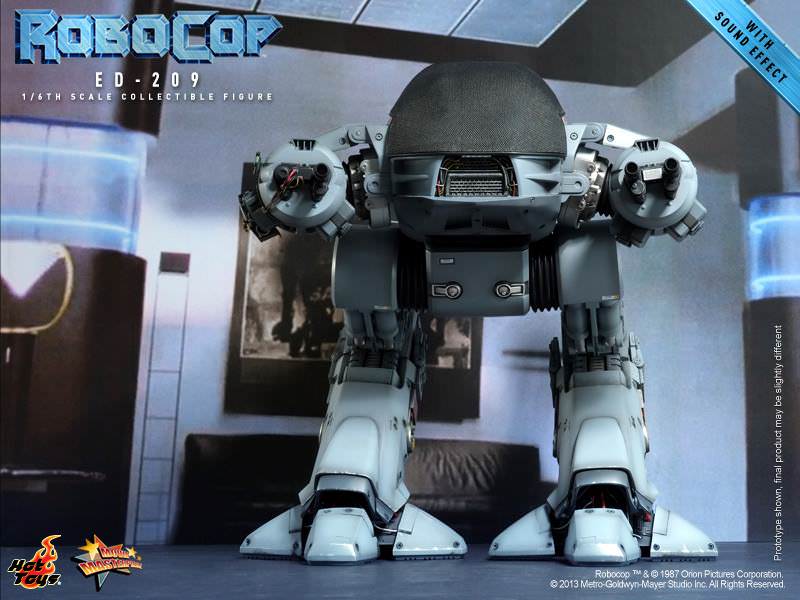 ROBOCOP
ED-209
1/6TH SCALE COLLECTIBLE FIGURE
WITH
SOUND EFFECT
Prototype shown, final product may be slightly different
Hot
Toys
MOVIE
MASTERPIECE
Robocop ™ & © 1987 Orion Pictures Corporation.
© 2013 Metro-Goldwyn-Mayer Studio Inc. All Rights Reserved.